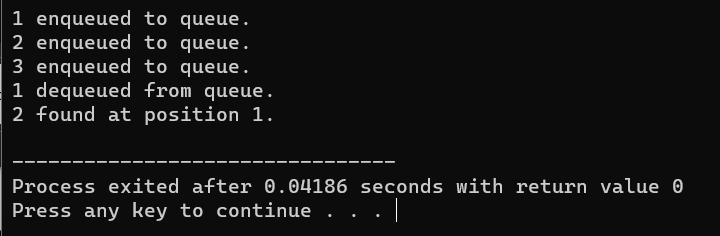 1 enqueued to queue.
2 enqueued to queue.
3 enqueued to queue.
1 dequeued from queue.
2 found at position 1.
--------------------------------
Process exited after 0.04186 seconds with return value 0
Press any key to continue . . .